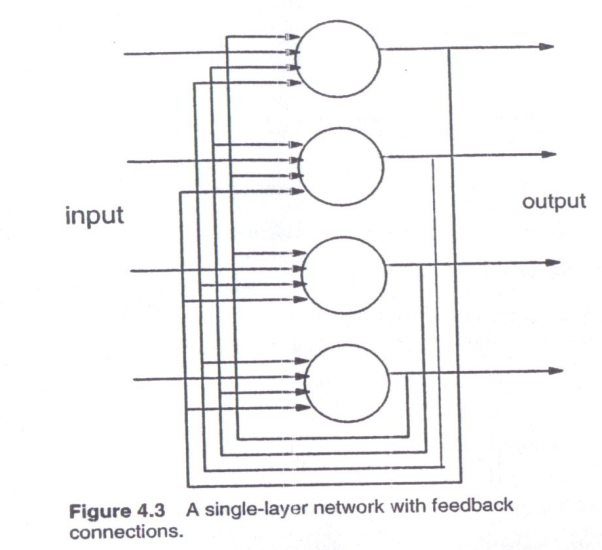 input
output
Figure 4.3 A single-layer network with feedback
connections.